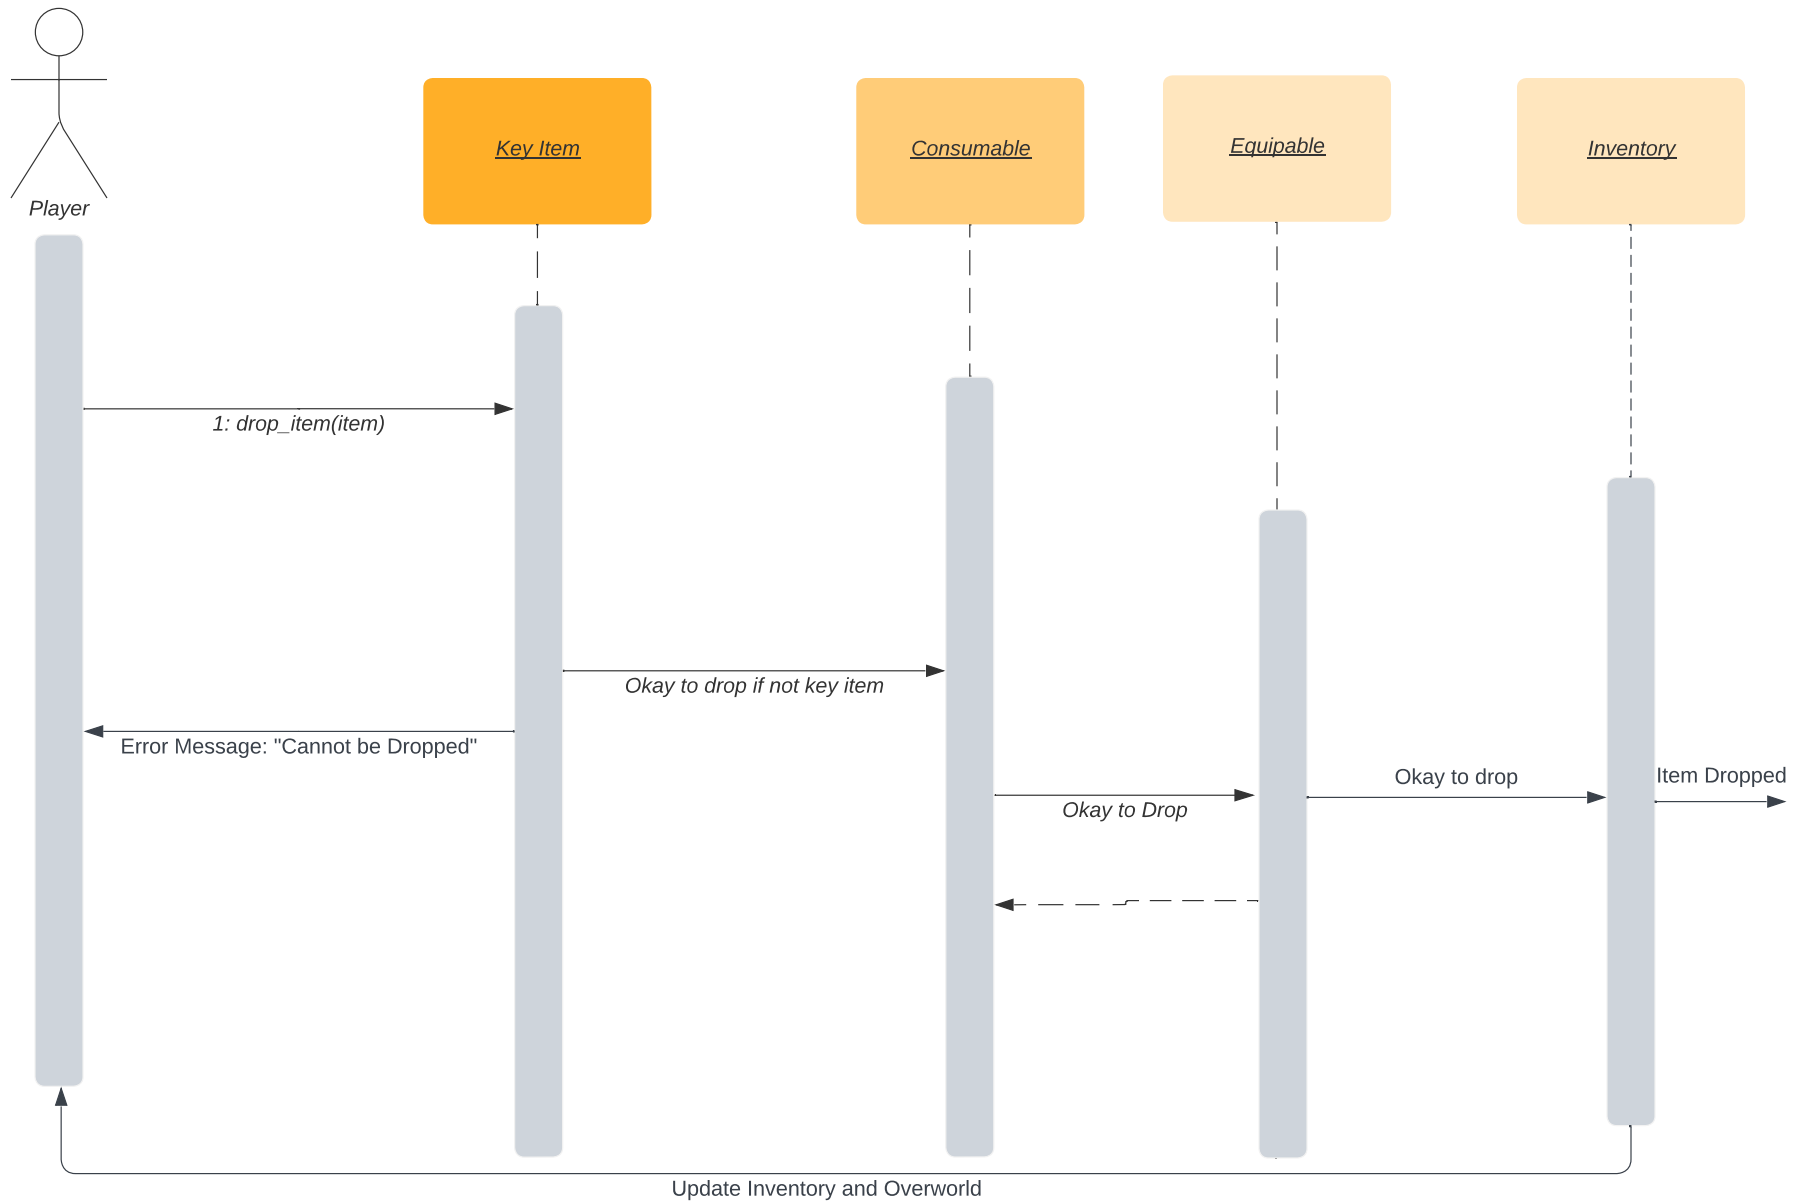 Player
Key Item
Consumable
Equipable
Inventory
1: drop_item(item)
Okay to drop if not key item
Error Message: "Cannot be Dropped"
Okay to Drop
Okay to drop
Item Dropped
Update Inventory and Overworld